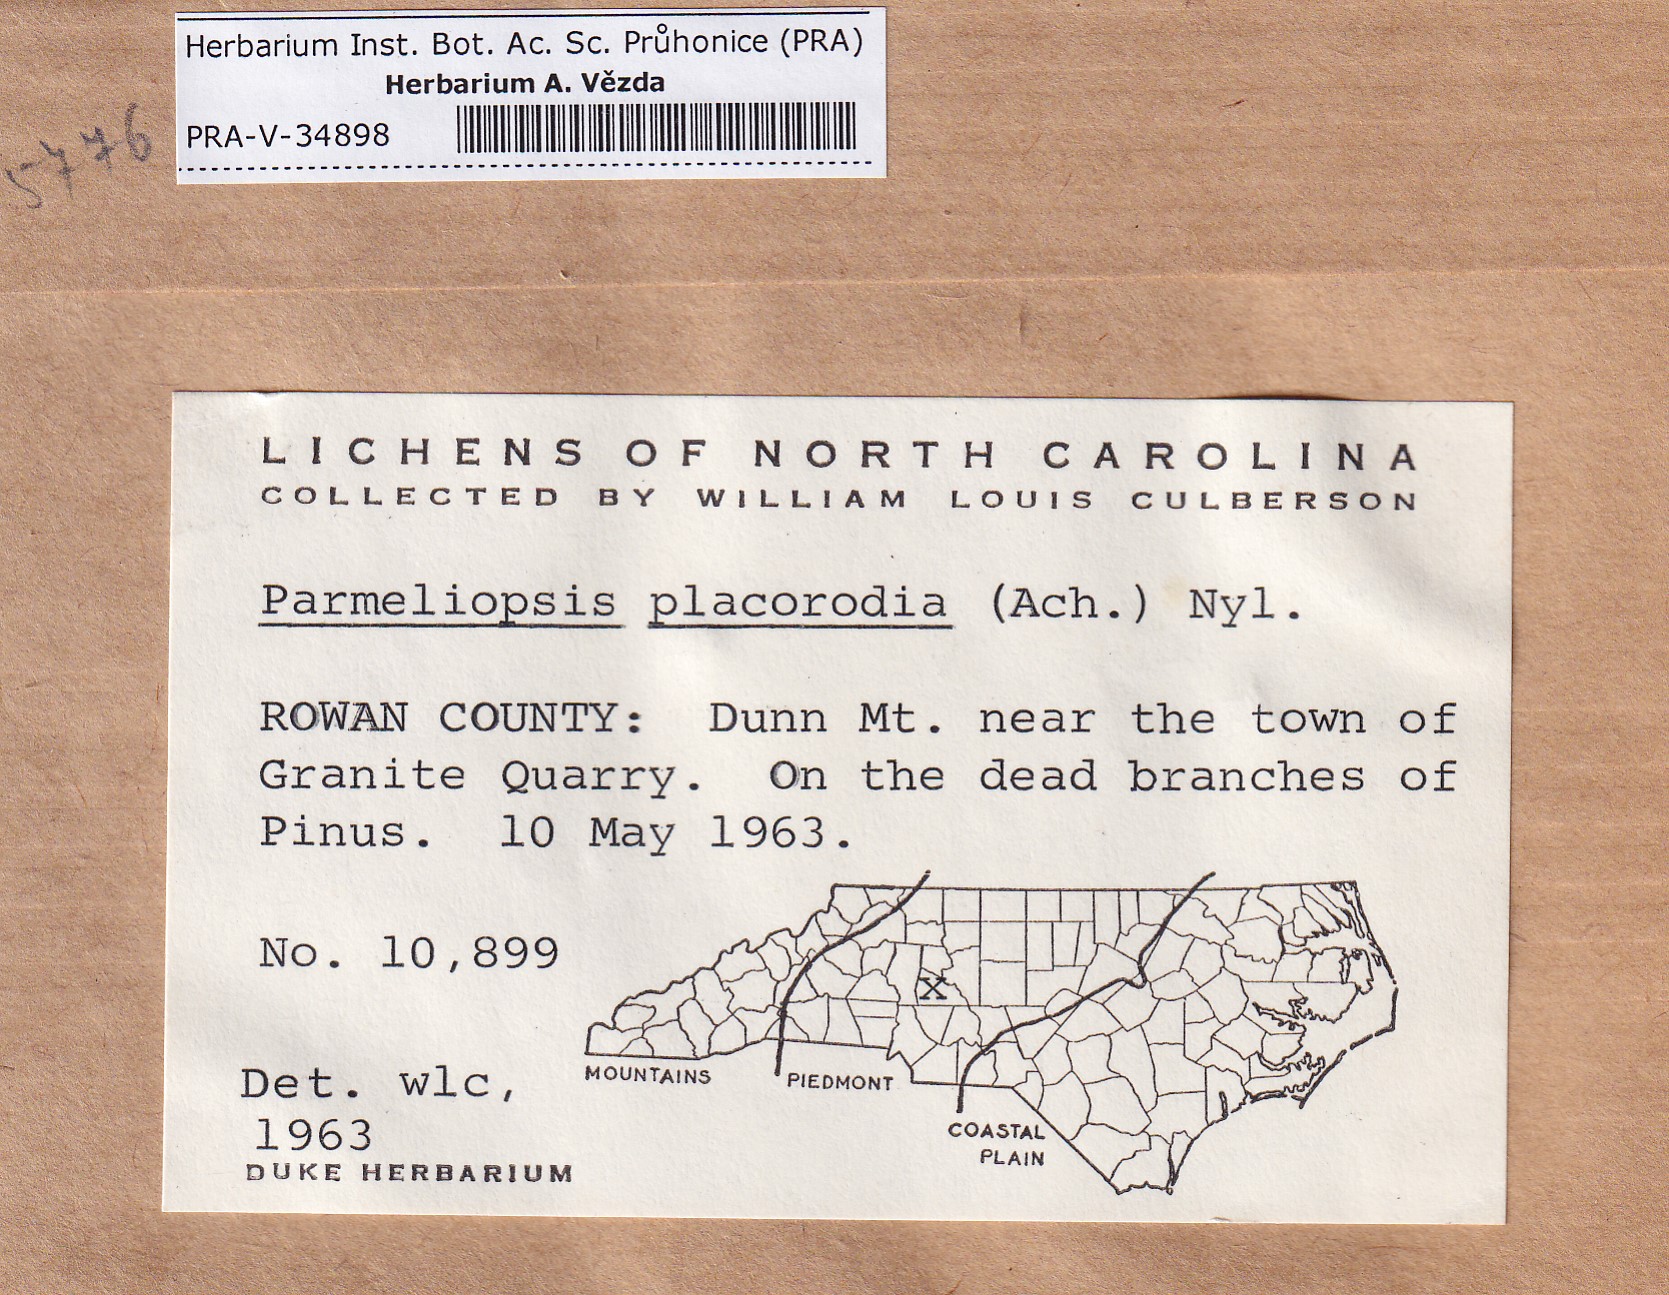 Herbarium Inst. Bot. Ac. Sc. Průhonice (PRA)
Herbarium A. Vězda
PRA-V-34898
5776
LICHENS OF NORTH CAROLINA
COLLECTED BY WILLIAM LOUIS CULBERSON
Parmeliopsis placorodia (Ach.) Nyl.
ROWAN COUNTY: Dunn Mt. near the town of
Granite Quarry. On the dead branches of
Pinus. 10 May 1963.
No. 10,899
X
MOUNTAINS
PIEDMONT
COASTAL
PLAIN
Det. wlc,
1963
DUKE HERBARIUM